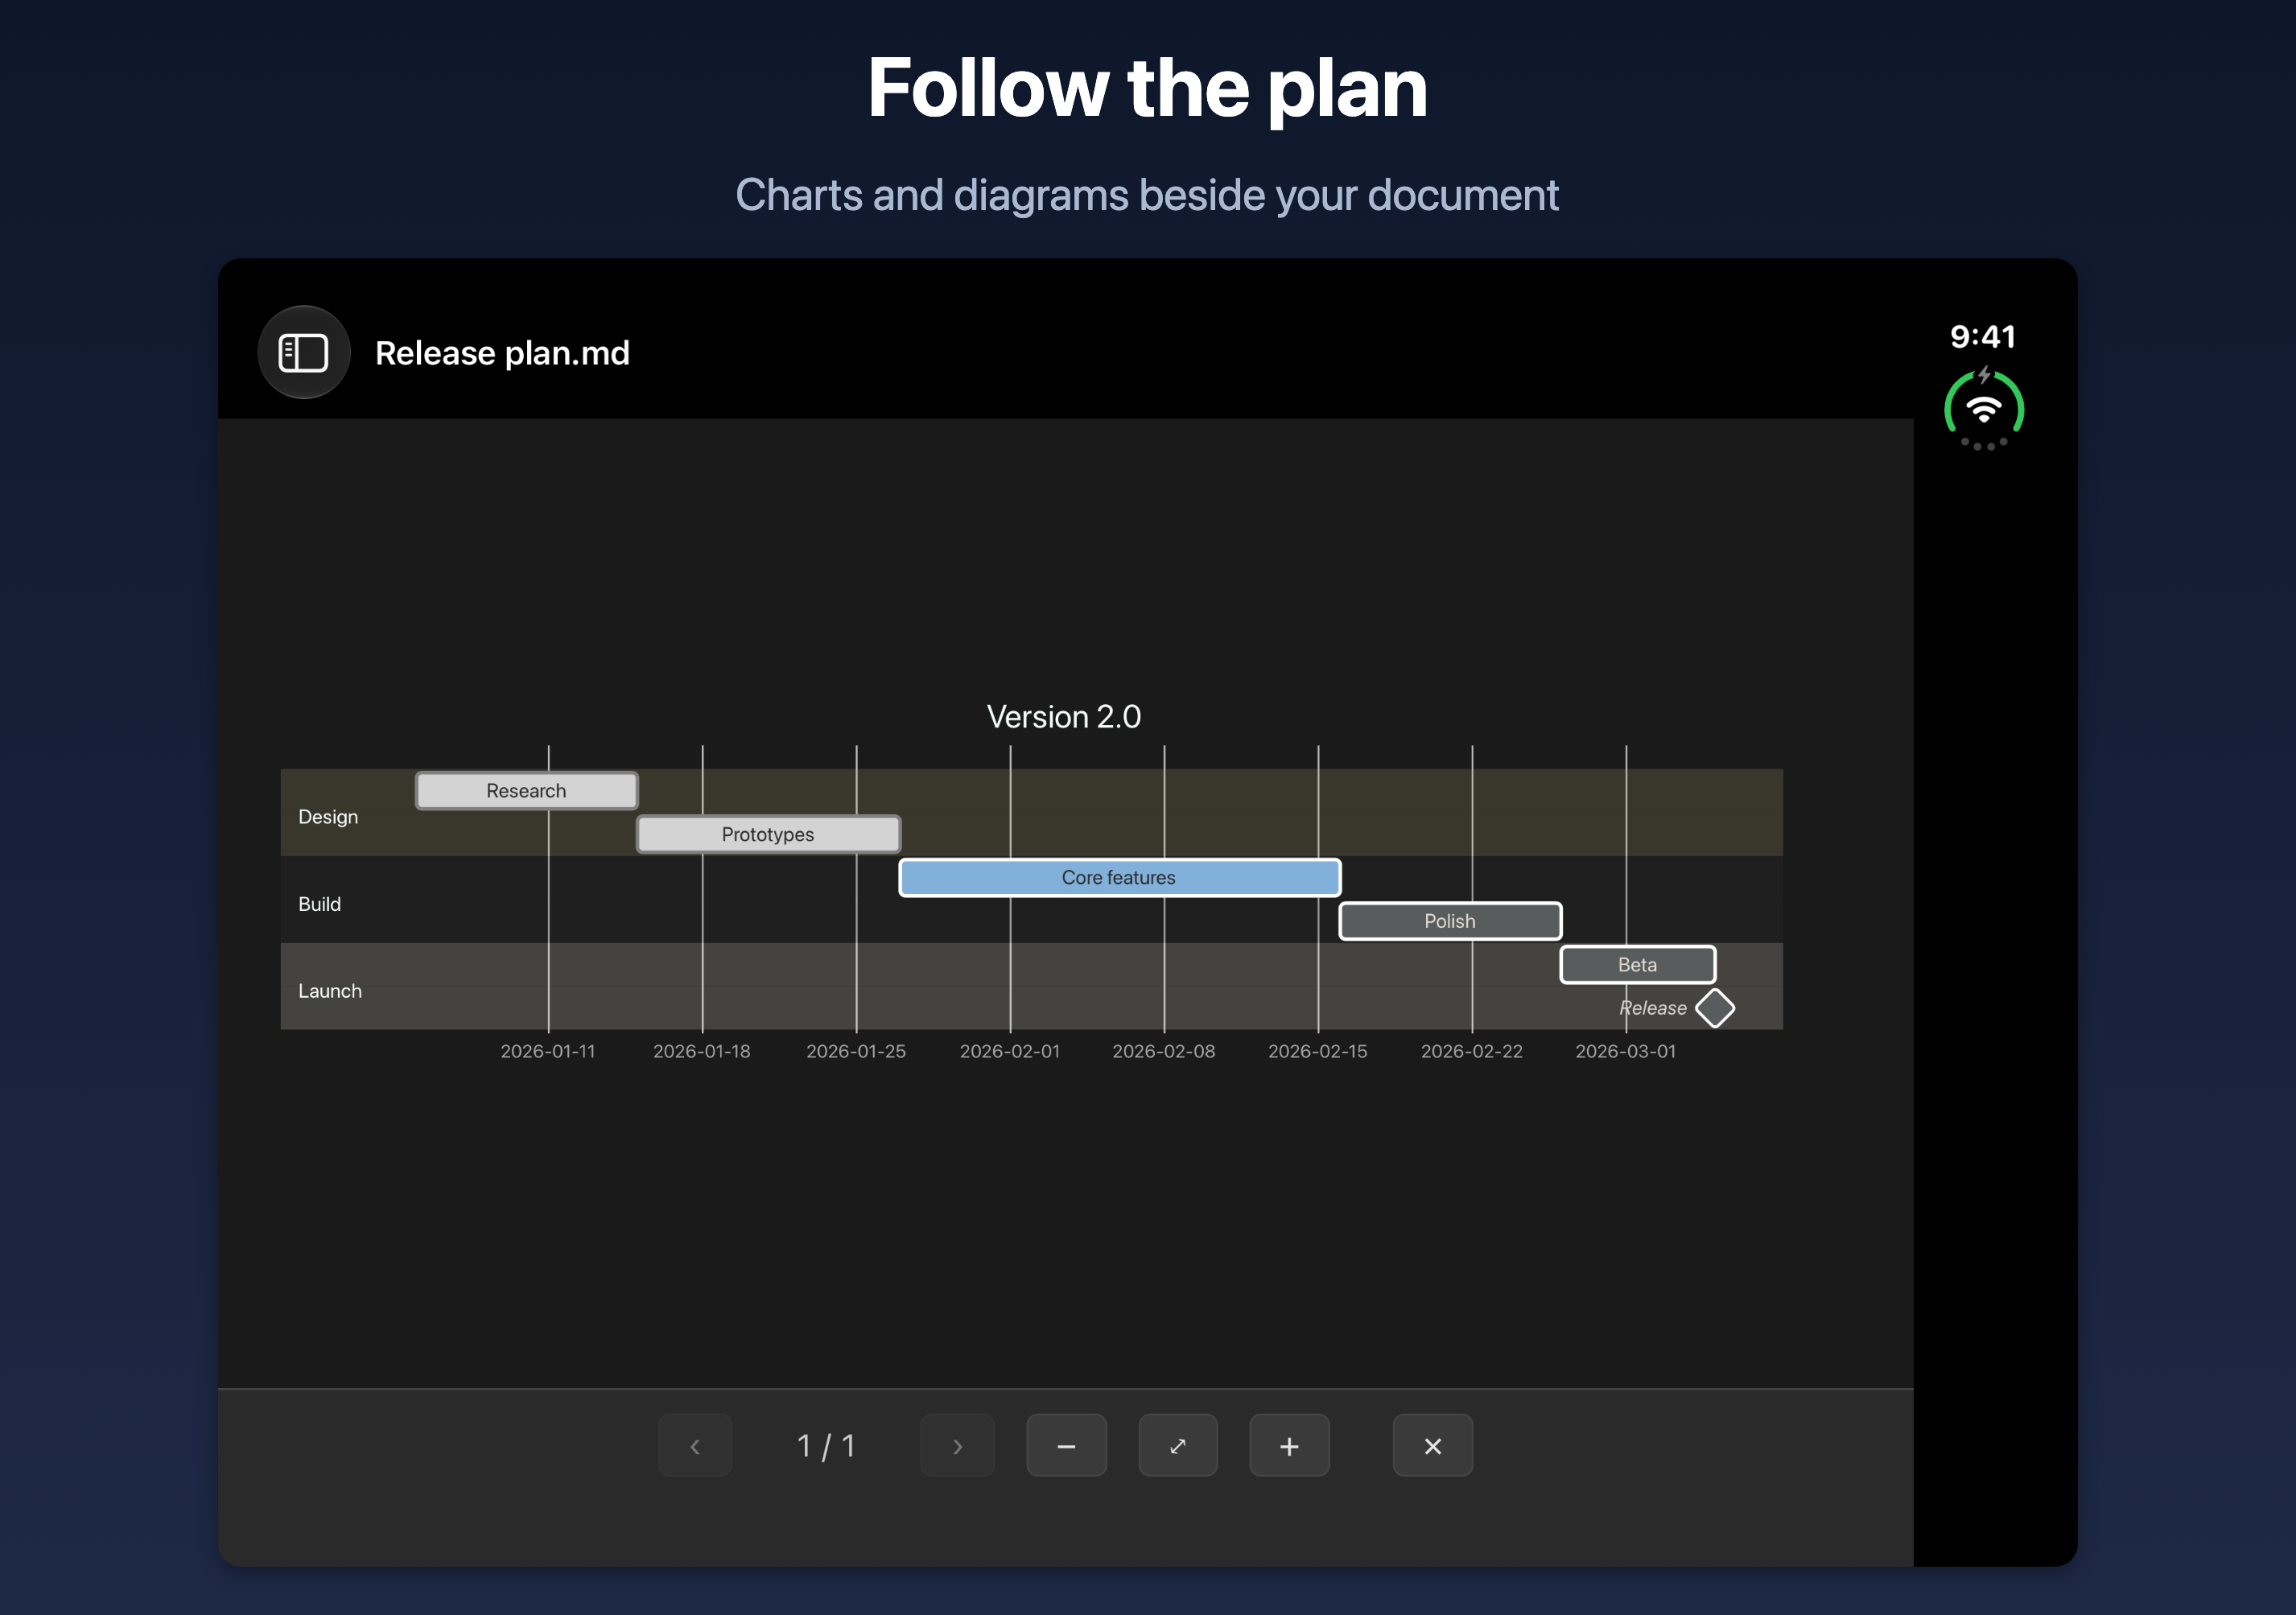 Follow the plan
Charts and diagrams beside your document
Release plan.md
9:41
Version 2.0
Research
Design
Prototypes
Core features
Build
Polish
Beta
Launch
Release
2026-01-11 2026-01-18 2026-01-25 2026-02-01 2026-02-08 2026-02-15 2026-02-22 2026-03-01
1 / 1